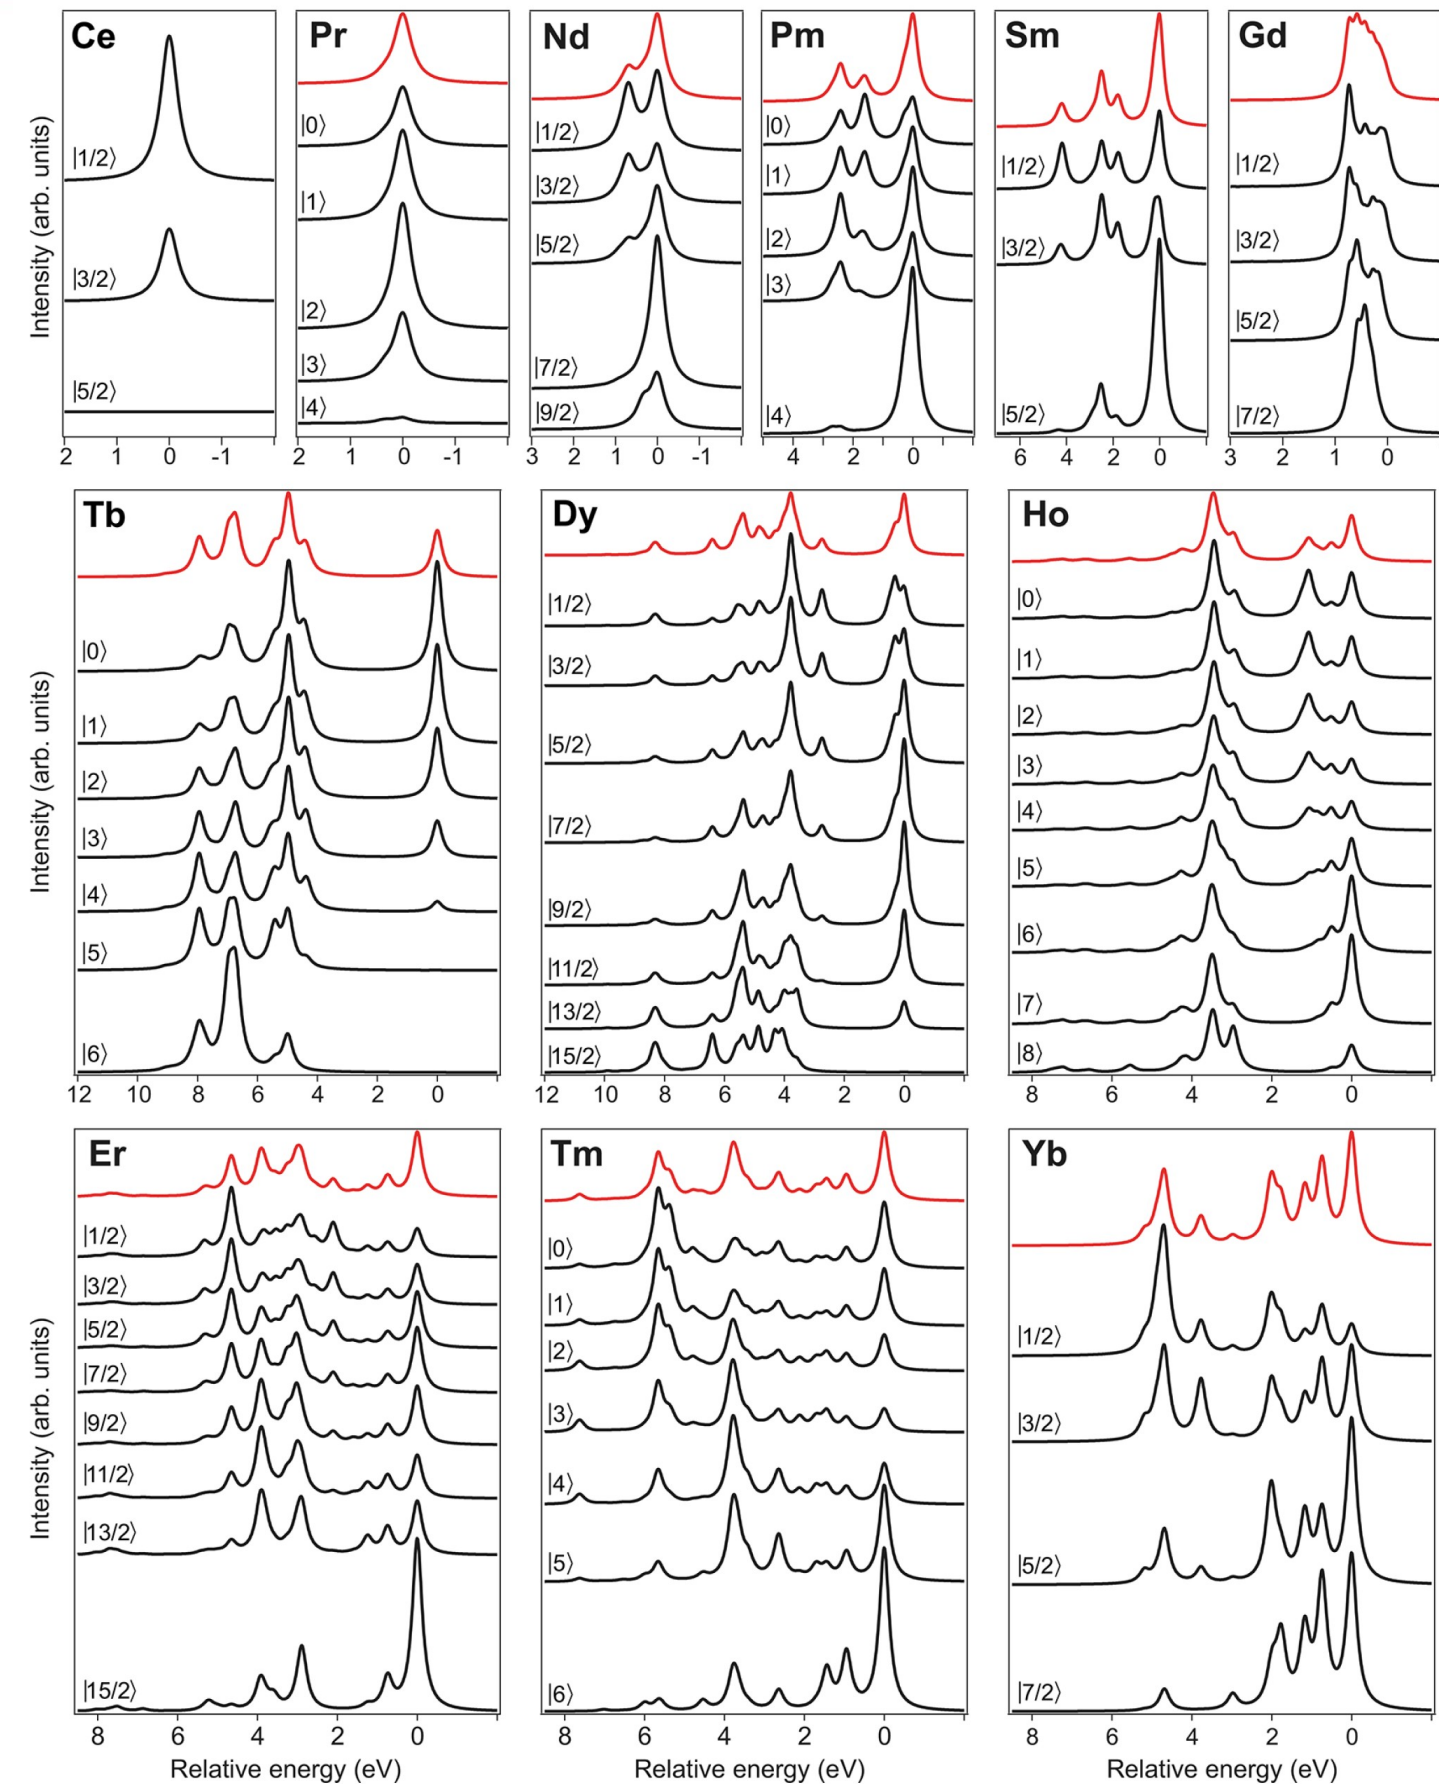 Ce
Pr
Nd
Pm
Sm
Gd
Intensity (arb. units)
|1/2⟩
|3/2⟩
|5/2⟩
2 1 0 -1
|0⟩
|1⟩
|2⟩
|3⟩
|4⟩
2 1 0 -1
|1/2⟩
|3/2⟩
|5/2⟩
|7/2⟩
|9/2⟩
3 2 1 0 -1
|0⟩
|1⟩
|2⟩
|3⟩
|4⟩
4 2 0
|1/2⟩
|3/2⟩
|5/2⟩
6 4 2 0
|1/2⟩
|3/2⟩
|5/2⟩
|7/2⟩
3 2 1 0
Tb
Dy
Ho
Intensity (arb. units)
|0⟩
|1⟩
|2⟩
|3⟩
|4⟩
|5⟩
|6⟩
12 10 8 6 4 2 0
|1/2⟩
|3/2⟩
|5/2⟩
|7/2⟩
|9/2⟩
|11/2⟩
|13/2⟩
|15/2⟩
12 10 8 6 4 2 0
|0⟩
|1⟩
|2⟩
|3⟩
|4⟩
|5⟩
|6⟩
|7⟩
|8⟩
8 6 4 2 0
Er
Tm
Yb
Intensity (arb. units)
|1/2⟩
|3/2⟩
|5/2⟩
|7/2⟩
|9/2⟩
|11/2⟩
|13/2⟩
|15/2⟩
8 6 4 2 0
Relative energy (eV)
|0⟩
|1⟩
|2⟩
|3⟩
|4⟩
|5⟩
|6⟩
8 6 4 2 0
Relative energy (eV)
|1/2⟩
|3/2⟩
|5/2⟩
|7/2⟩
8 6 4 2 0
Relative energy (eV)